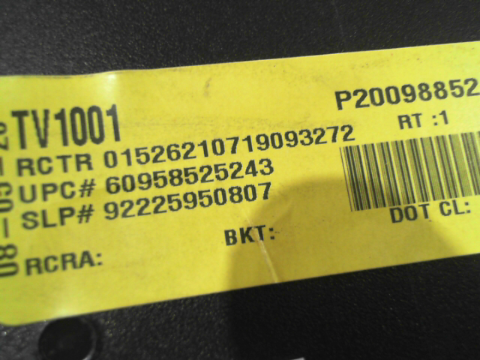 TV1001
P20098852
RCTR 01526210719093272
RT :1
UPC# 60958525243
SLP# 92225950807
DOT CL:
BKT:
RCRA: